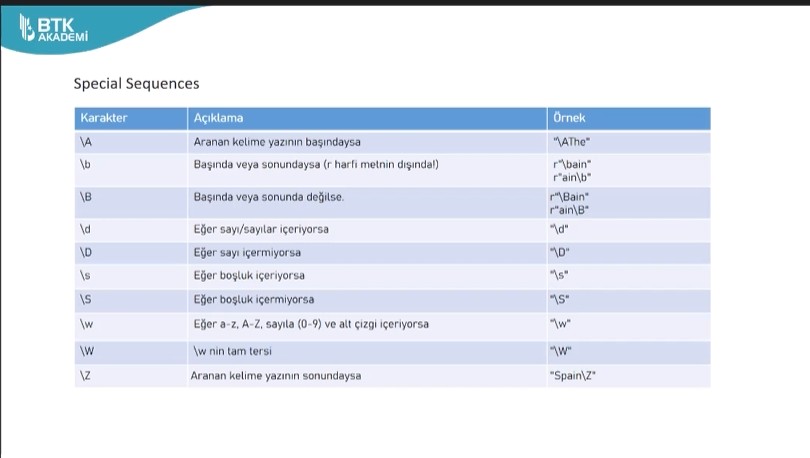 BTK
AKADEMİ
Special Sequences
Karakter Açıklama Örnek
\A Aranan kelime yazının başındaysa "\AThe"
\b Başında veya sonundaysa (r harfi metnin dışında!) r"\bain"
r"ain\b"
\B Başında veya sonunda değilse. r"\Bain"
r"ain\B"
\d Eğer sayı/sayılar içeriyorsa "\d"
\D Eğer sayı içermiyorsa "\D"
\s Eğer boşluk içeriyorsa "\s"
\S Eğer boşluk içermiyorsa "\S"
\w Eğer a-z, A-Z, sayıla (0-9) ve alt çizgi içeriyorsa "\w"
\W \w nin tam tersi "\W"
\Z Aranan kelime yazının sonundaysa "Spain\Z"